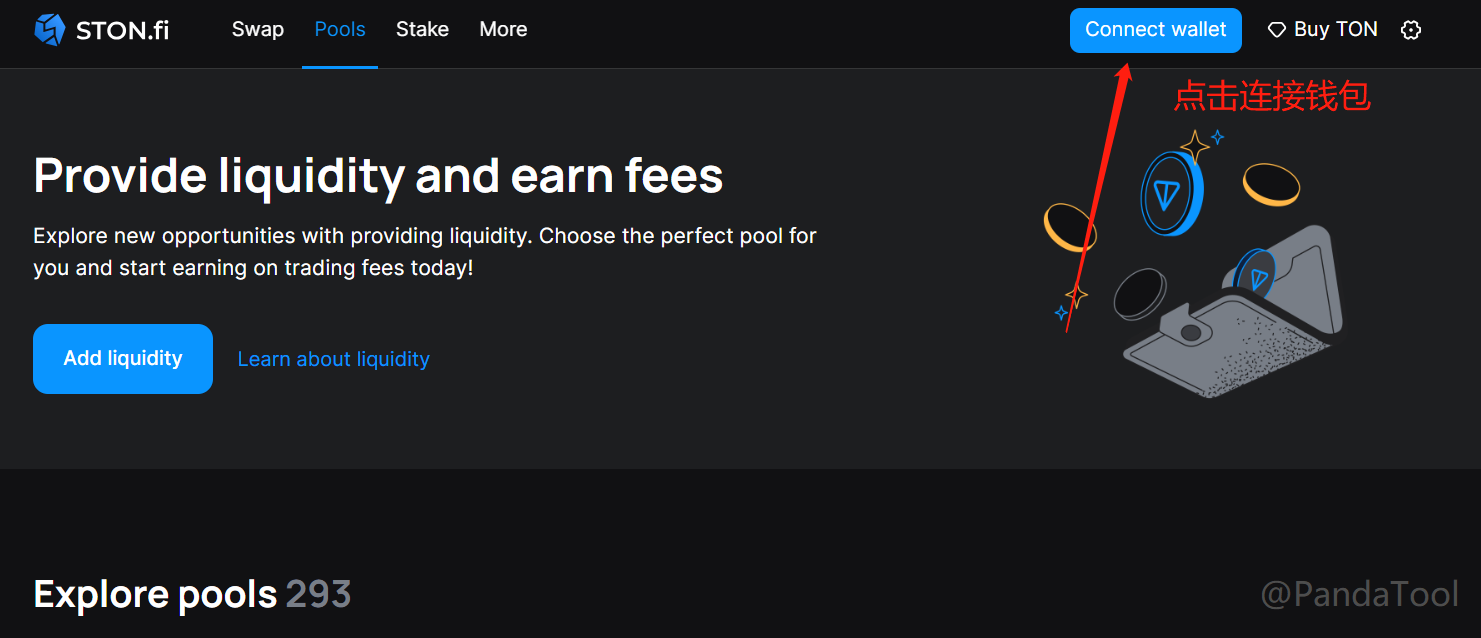 STON.fi Swap Pools Stake More Connect wallet Buy TON
点击连接钱包
Provide liquidity and earn fees
Explore new opportunities with providing liquidity. Choose the perfect pool for
you and start earning on trading fees today!
Add liquidity Learn about liquidity
Explore pools 293
@PandaTool